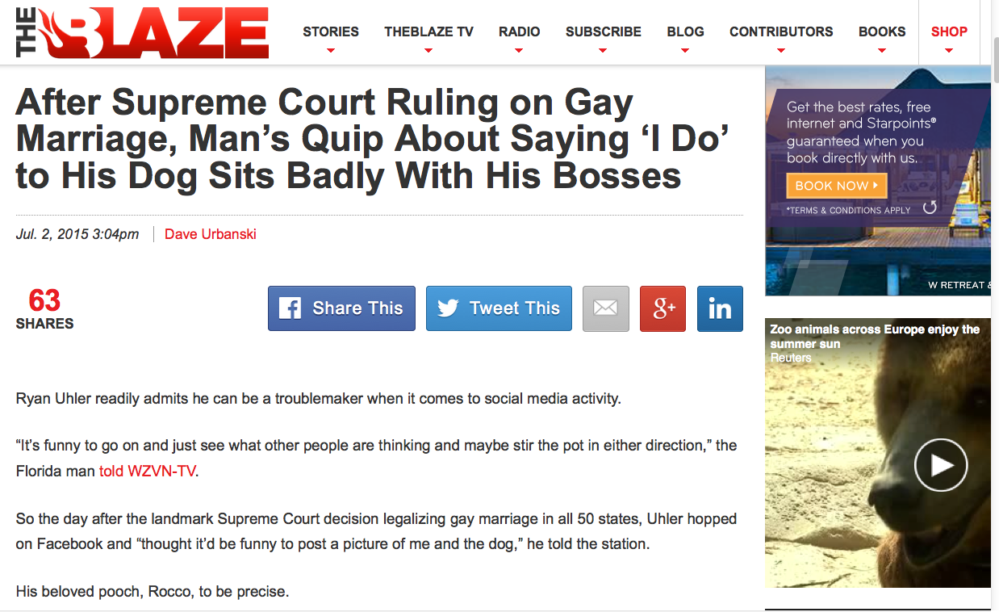 THE BLAZE
STORIES THEBLAZE TV RADIO SUBSCRIBE BLOG CONTRIBUTORS BOOKS SHOP
After Supreme Court Ruling on Gay
Marriage, Man’s Quip About Saying ‘I Do’
to His Dog Sits Badly With His Bosses
Jul. 2, 2015 3:04pm Dave Urbanski
63
SHARES
Share This
Tweet This
g+
in
Ryan Uhler readily admits he can be a troublemaker when it comes to social media activity.
“It’s funny to go on and just see what other people are thinking and maybe stir the pot in either direction,” the
Florida man told WZVN-TV.
So the day after the landmark Supreme Court decision legalizing gay marriage in all 50 states, Uhler hopped
on Facebook and “thought it’d be funny to post a picture of me and the dog,” he told the station.
His beloved pooch, Rocco, to be precise.
Get the best rates, free
internet and Starpoints®
guaranteed when you
book directly with us.
BOOK NOW
*TERMS & CONDITIONS APPLY
W RETREAT &
Zoo animals across Europe enjoy the
summer sun
Reuters